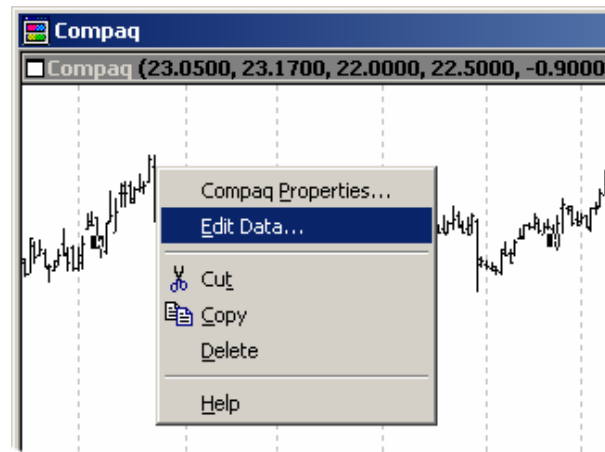 Compaq
Compaq (23.0500, 23.1700, 22.0000, 22.5000, -0.9000
Compaq Properties...
Edit Data...
Cut
Copy
Delete
Help